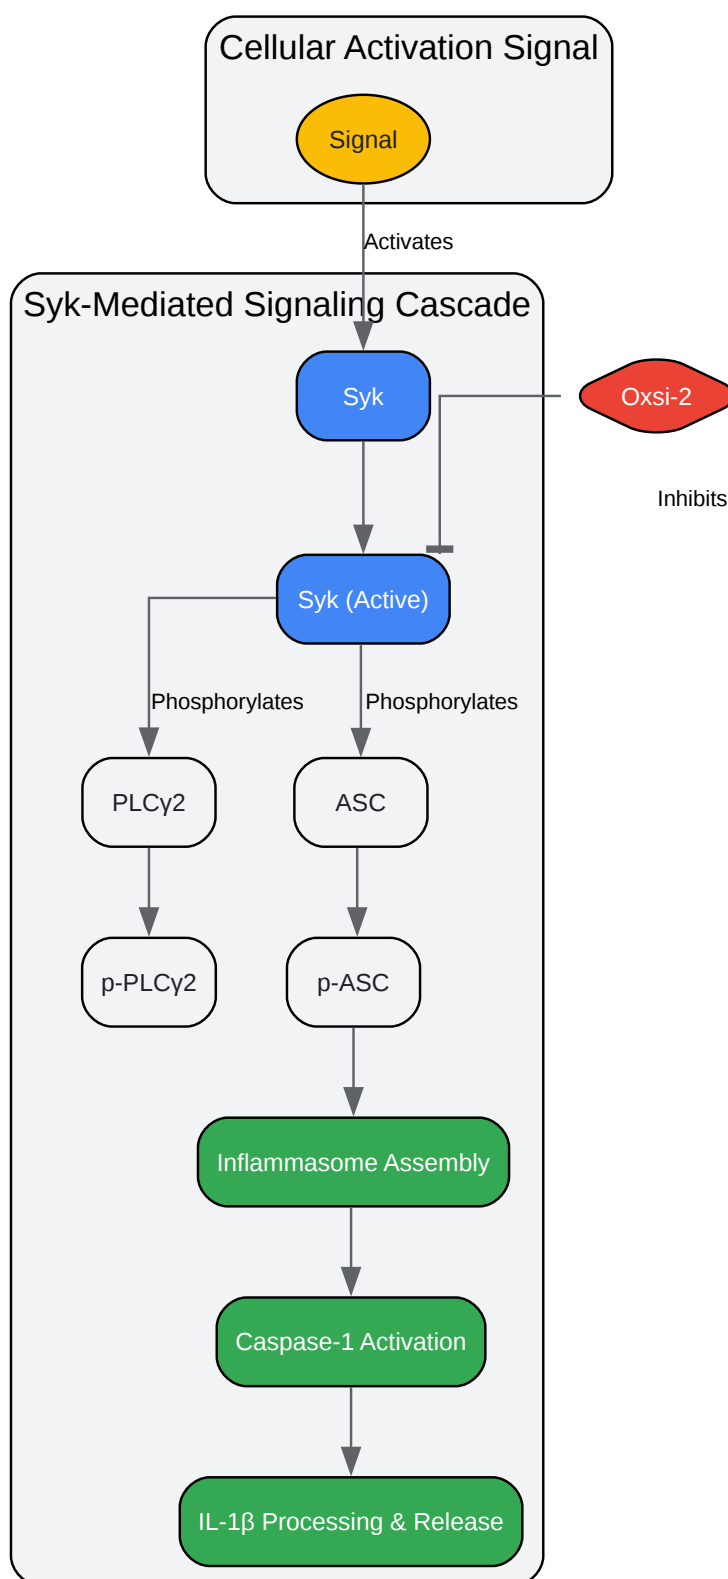 Cellular Activation Signal
Signal
Activates
Syk-Mediated Signaling Cascade
Syk
Oxsi-2
Inhibits
Syk (Active)
Phosphorylates
Phosphorylates
PLCγ2
ASC
p-PLCγ2
p-ASC
Inflammasome Assembly
Caspase-1 Activation
IL-1β Processing & Release